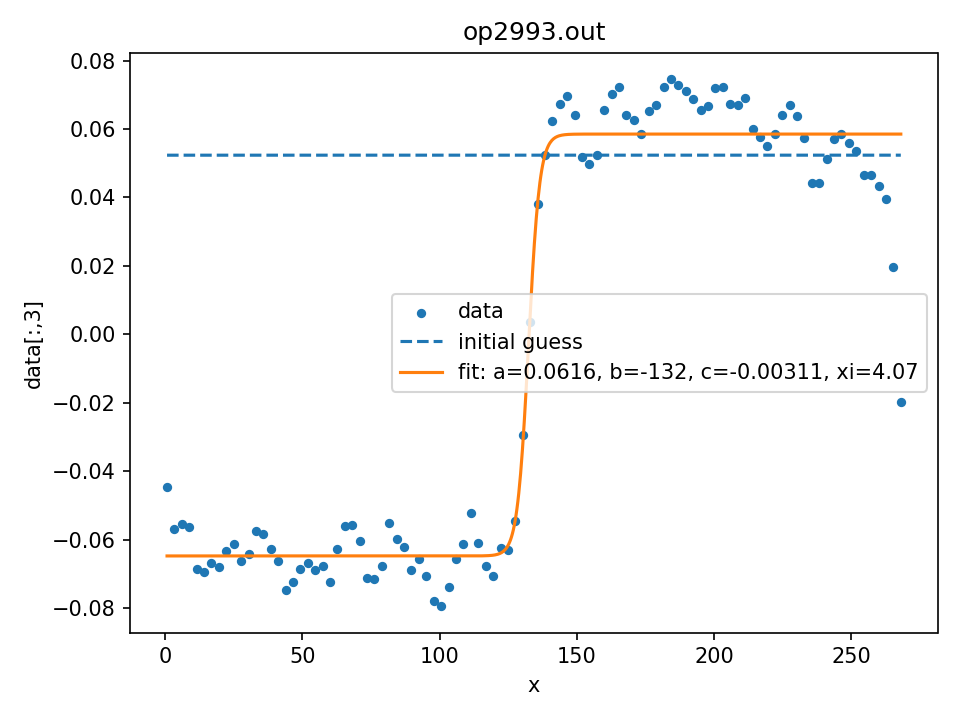 op2993.out
0.08
0.06
0.04
0.02
0.00
−0.02
−0.04
−0.06
−0.08
data[:,3]
data
initial guess
fit: a=0.0616, b=-132, c=-0.00311, xi=4.07
0 50 100 150 200 250
x